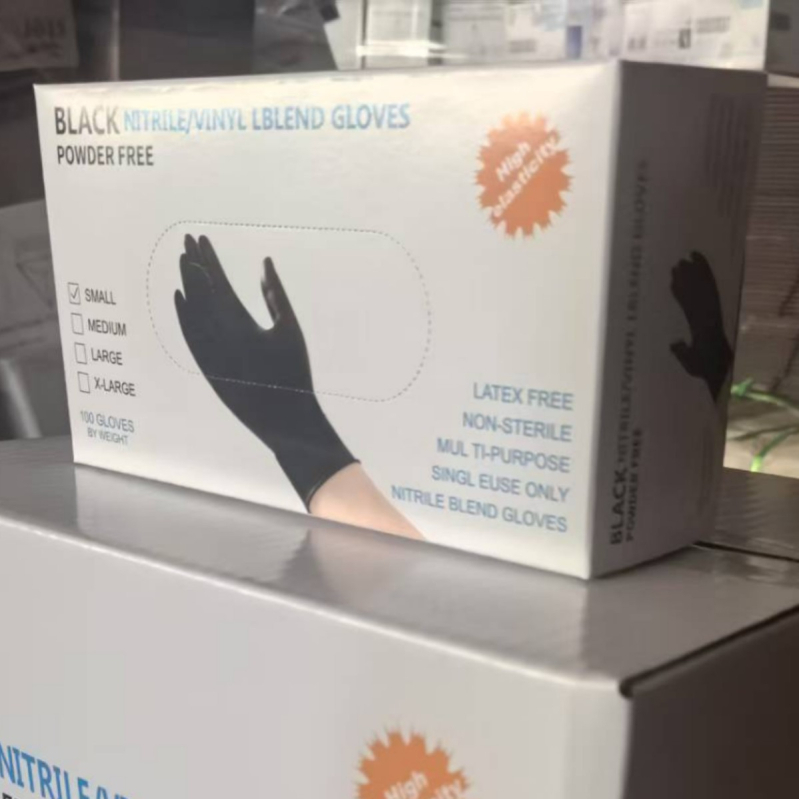 BLACK NITRILE/VINYL LBLEND GLOVES
POWDER FREE
High
elasticity
SMALL
MEDIUM
LARGE
X-LARGE
100 GLOVES
BY WEIGHT
LATEX FREE
NON-STERILE
MUL TI-PURPOSE
SINGL EUSE ONLY
NITRILE BLEND GLOVES
BLACK NITRILE/VINYL LBLEND GLOVES
POWDER FREE
High